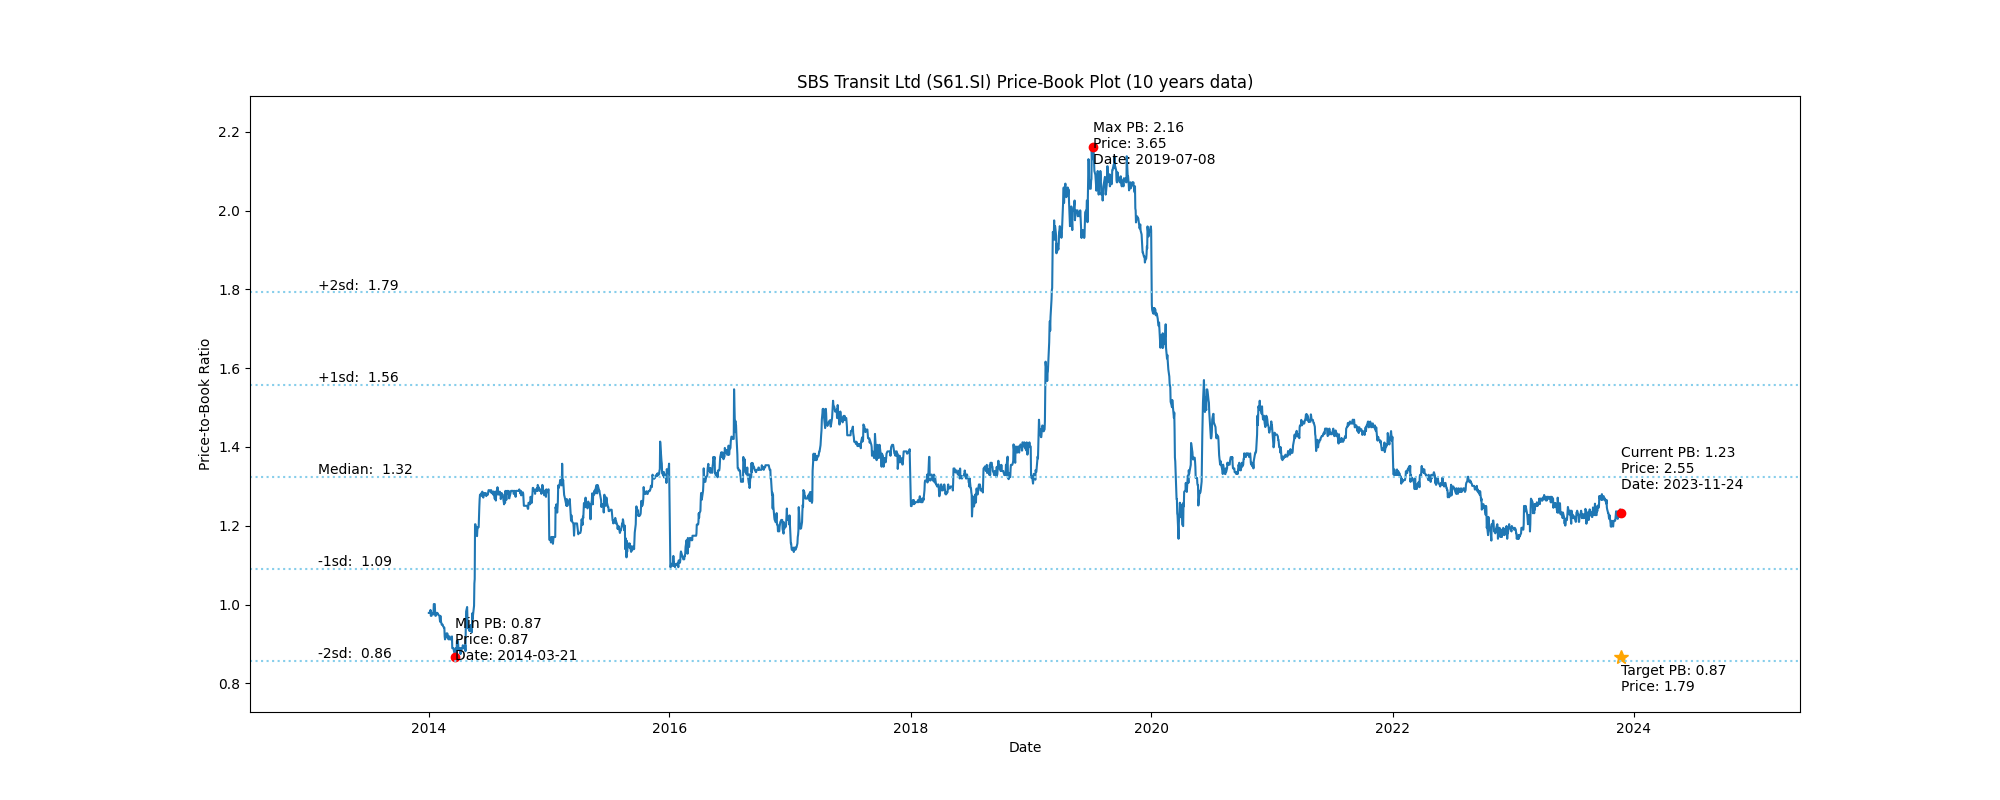 SBS Transit Ltd (S61.SI) Price-Book Plot (10 years data)
Price-to-Book Ratio
2.2
2.0
1.8
1.6
1.4
1.2
1.0
0.8
Max PB: 2.16
Price: 3.65
Date: 2019-07-08
+2sd:  1.79
+1sd:  1.56
Median:  1.32
-1sd:  1.09
-2sd:  0.86
Current PB: 1.23
Price: 2.55
Date: 2023-11-24
Min PB: 0.87
Price: 0.87
Date: 2014-03-21
Target PB: 0.87
Price: 1.79
2014
2016
2018
2020
2022
2024
Date